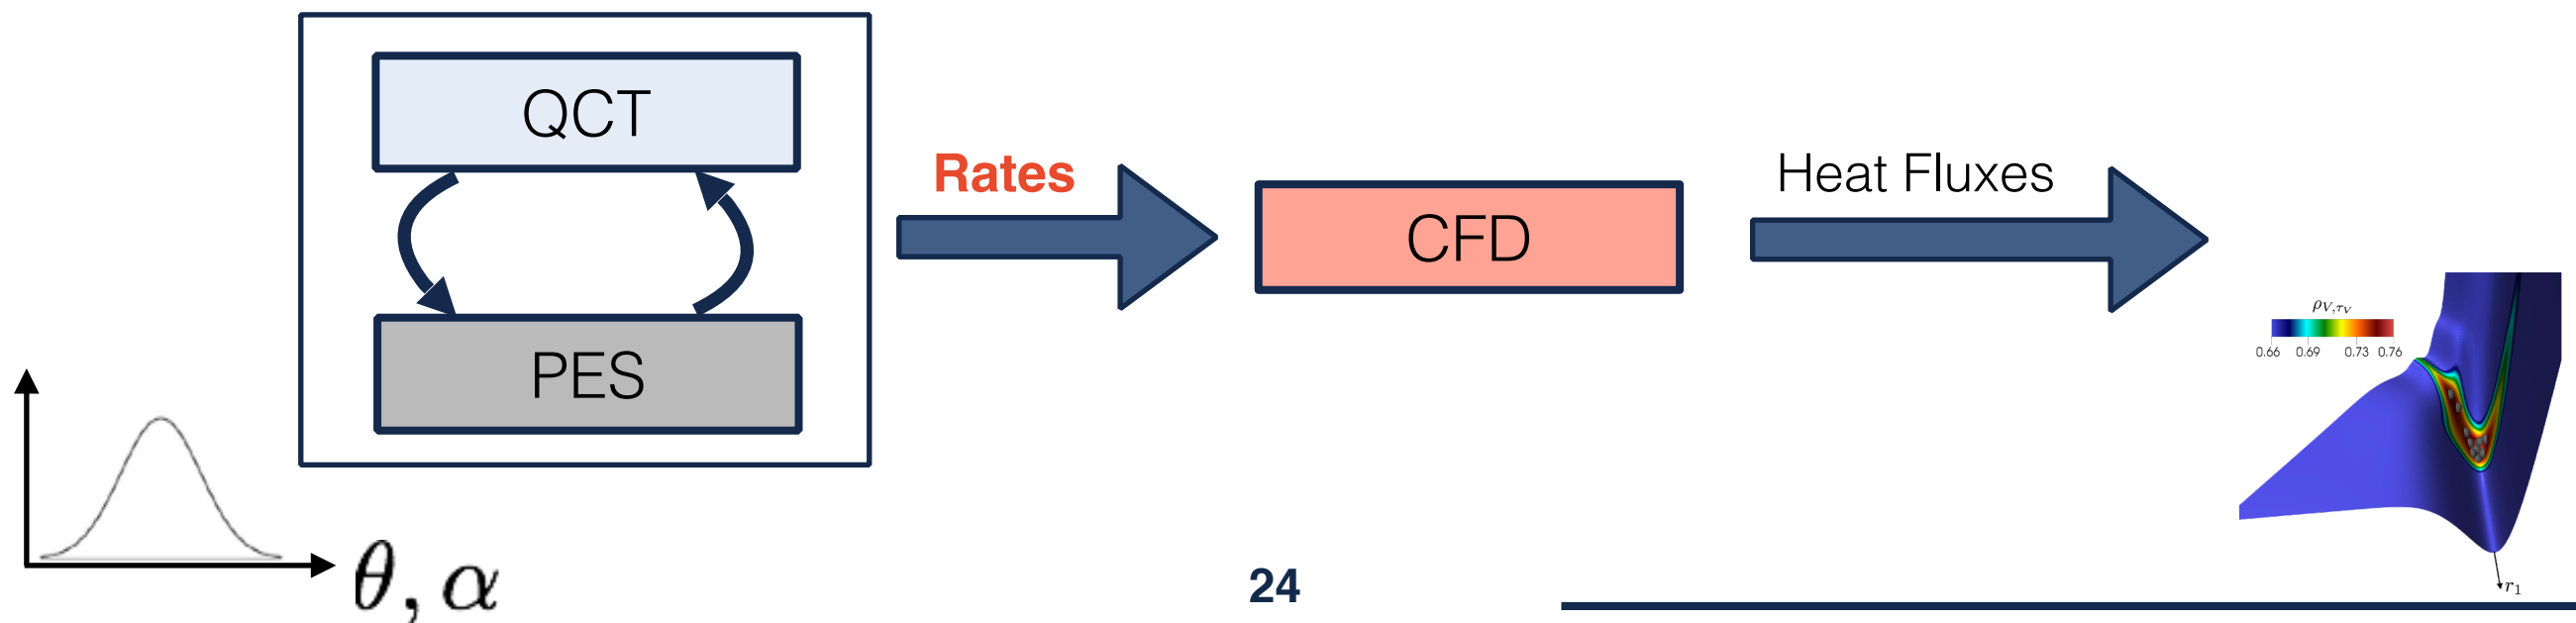 QCT
PES
θ, α
Rates
CFD
Heat Fluxes
ρV,τV
0.66 0.69 0.73 0.76
r1
24